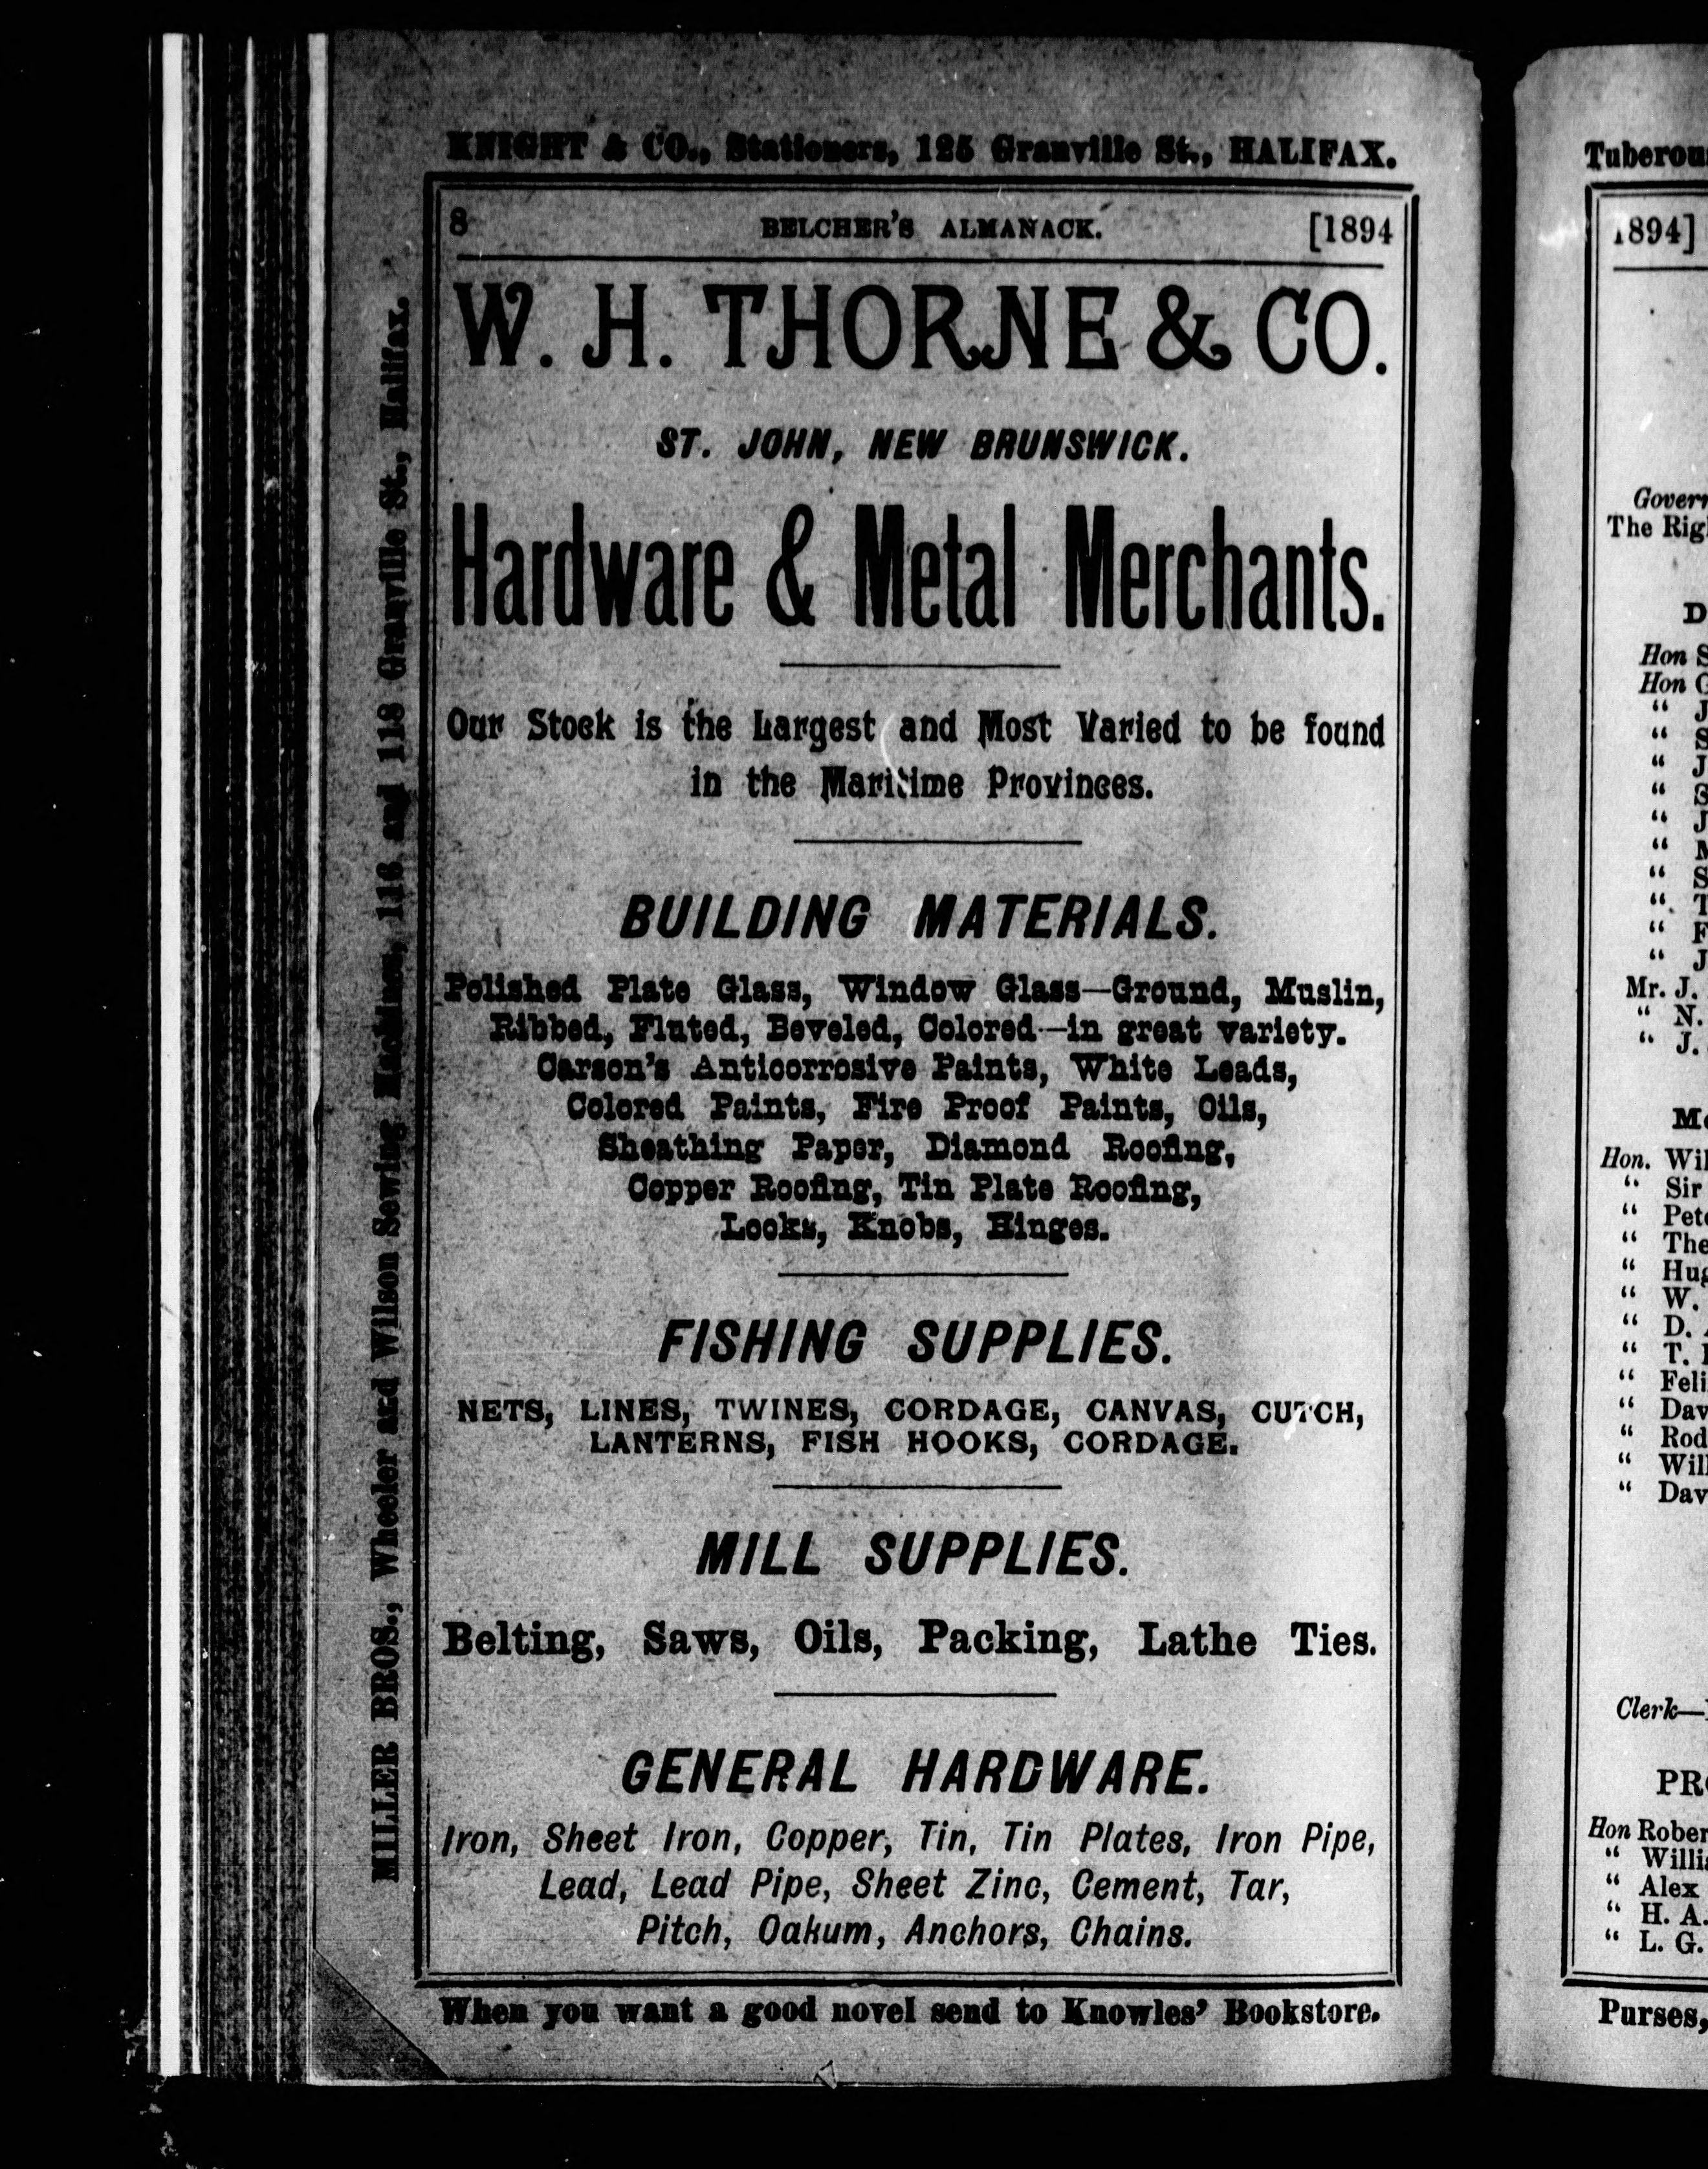 KNIGHT & CO., Stationers, 125 Granville St., HALIFAX.
8 BELCHER'S ALMANACK. [1894
W. H. THORNE & CO.
ST. JOHN, NEW BRUNSWICK.
Hardware & Metal Merchants.
Our Stock is the Largest and Most Varied to be found
in the Maritime Provinces.
BUILDING MATERIALS.
Polished Plate Glass, Window Glass—Ground, Muslin,
Ribbed, Fluted, Beveled, Colored—in great variety.
Carson's Anticorrosive Paints, White Leads,
Colored Paints, Fire Proof Paints, Oils,
Sheathing Paper, Diamond Roofing,
Copper Roofing, Tin Plate Roofing,
Locks, Knobs, Hinges.
FISHING SUPPLIES.
NETS, LINES, TWINES, CORDAGE, CANVAS, CUTCH,
LANTERNS, FISH HOOKS, CORDAGE.
MILL SUPPLIES.
Belting, Saws, Oils, Packing, Lathe Ties.
GENERAL HARDWARE.
Iron, Sheet Iron, Copper, Tin, Tin Plates, Iron Pipe,
Lead, Lead Pipe, Sheet Zinc, Cement, Tar,
Pitch, Oakum, Anchors, Chains.
When you want a good novel send to Knowles' Bookstore.
MILLER BROS., Wheeler and Wilson Sewing Machines, 116 and 118 Granville St., Halifax.
1894]
The
Hon
Hon
Mr. J.
" N.
" J.
Hon.
" Sir
" W.
" D.
" T.
Clerk—
Hon
" Alex
" H. A.
" L. G.
Purses,